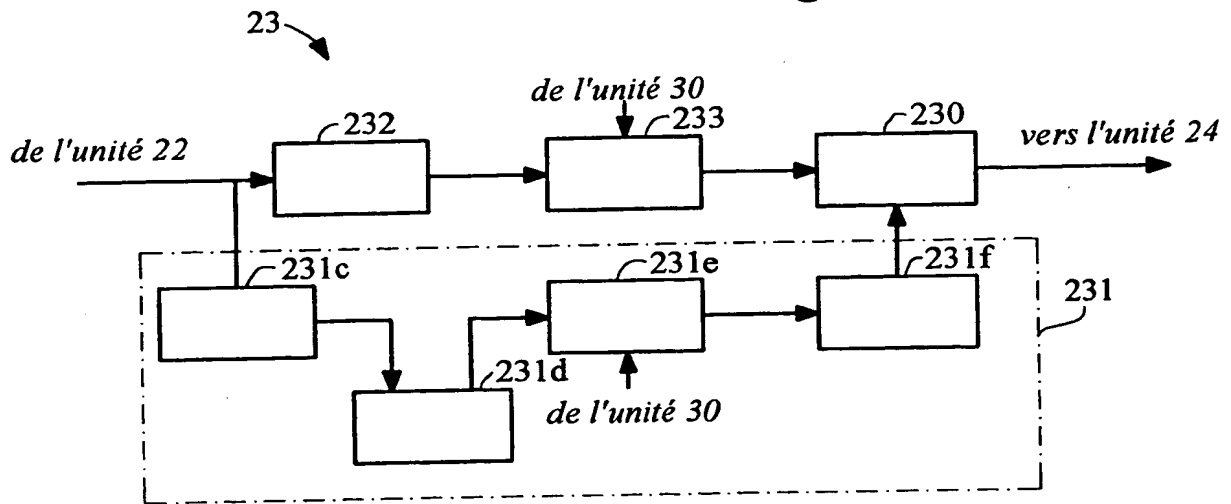 23
de l'unité 30
232
233
230
de l'unité 22
vers l'unité 24
231c
231e
231f
231
231d
de l'unité 30